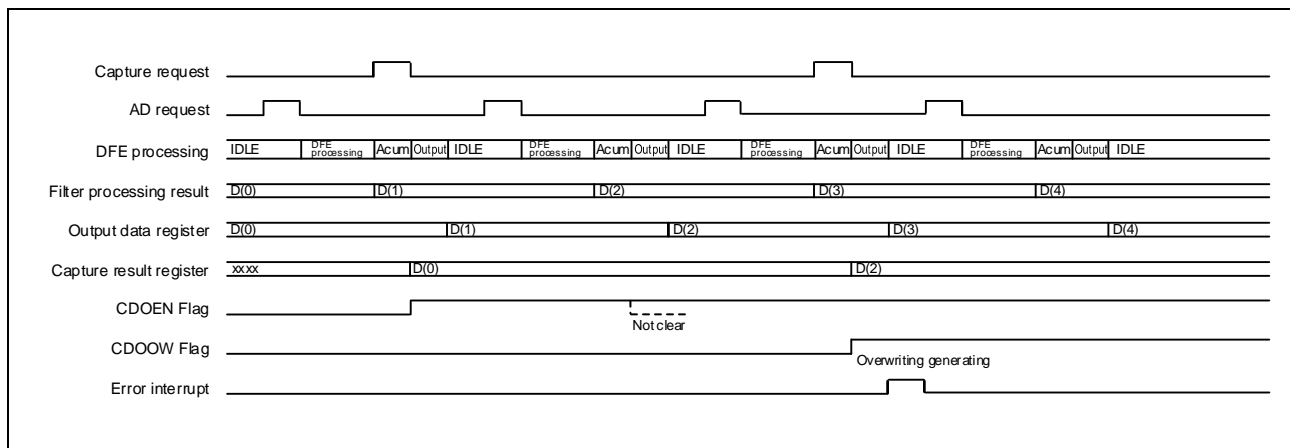 Capture request
AD request
DFE processing IDLE DFE processing Acum Output IDLE DFE processing Acum Output IDLE DFE processing Acum Output IDLE DFE processing Acum Output IDLE
Filter processing result D(0) D(1) D(2) D(3) D(4)
Output data register D(0) D(1) D(2) D(3) D(4)
Capture result register xxxx D(0) D(2)
CDOEN Flag
Not clear
CDOOW Flag
Overwriting generating
Error interrupt